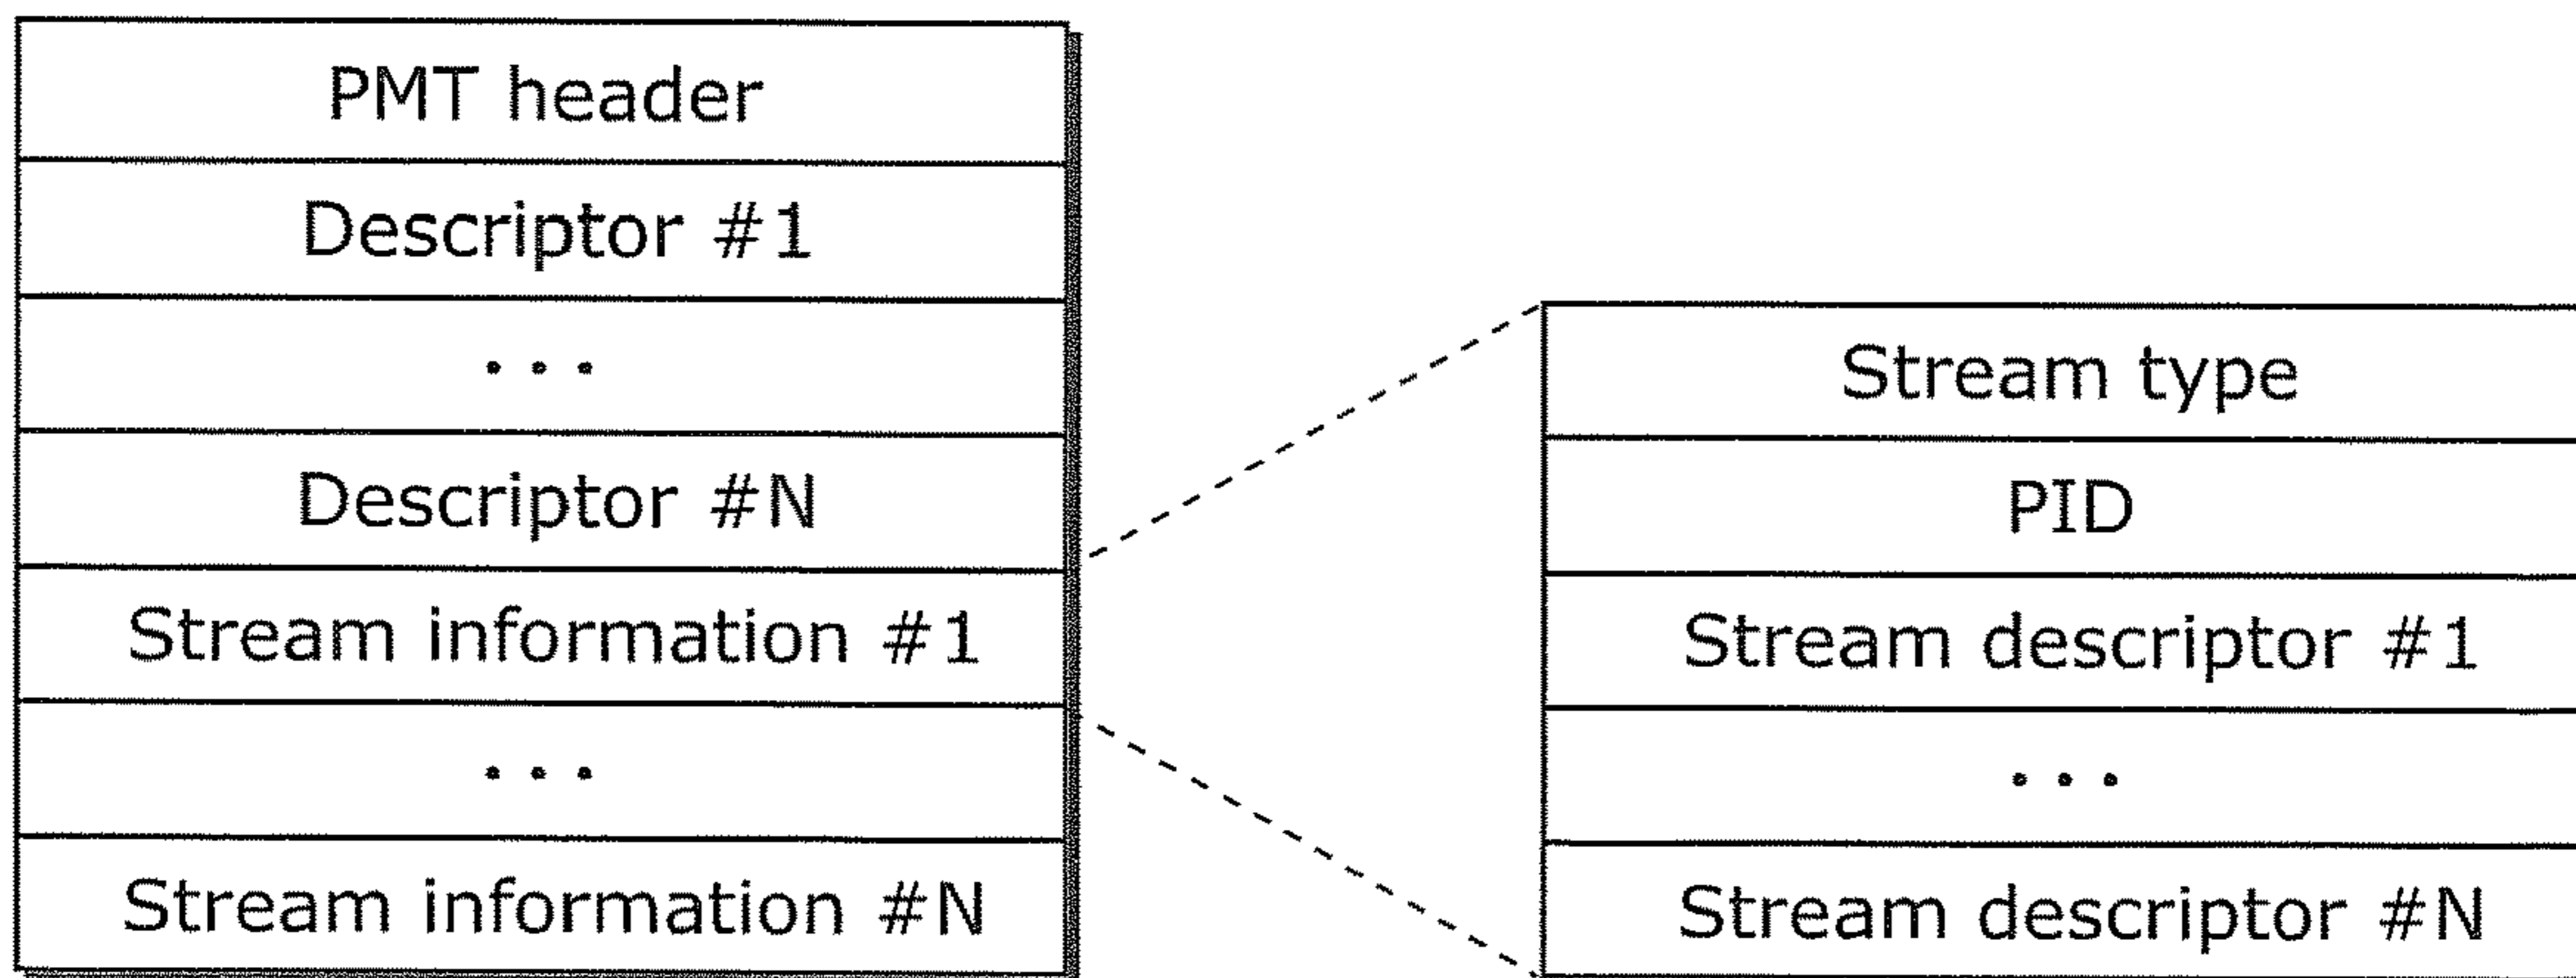 PMT header
Descriptor #1
...
Descriptor #N
Stream information #1
...
Stream information #N
Stream type
PID
Stream descriptor #1
...
Stream descriptor #N